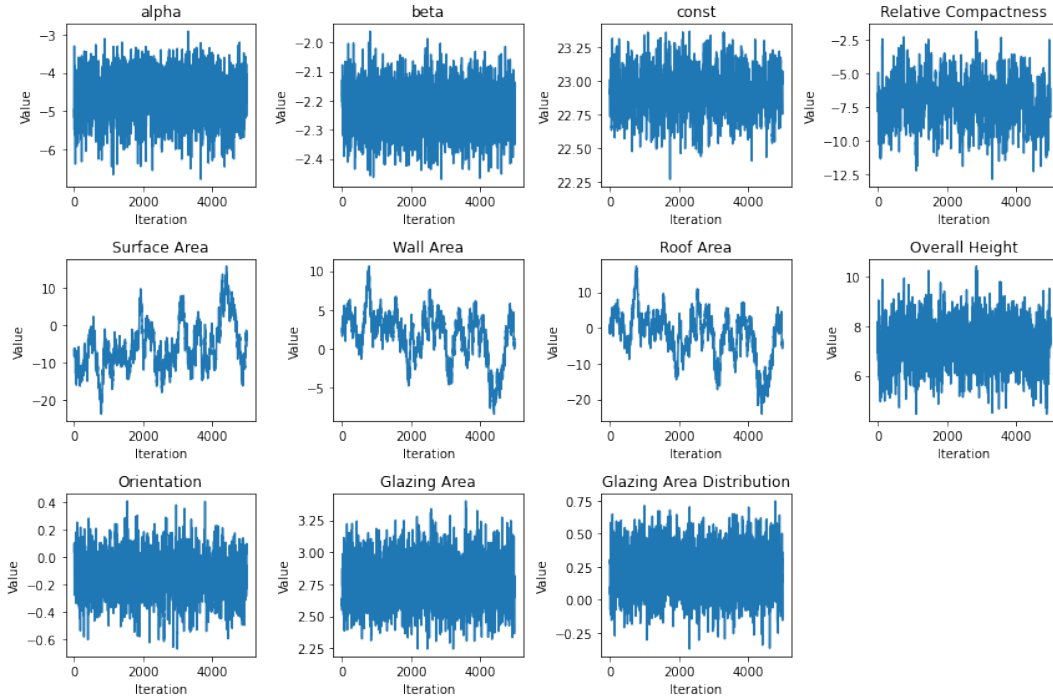 alpha
beta
const
Relative Compactness
−3
−4
−5
−6
Value
0
2000
4000
Iteration
−2.0
−2.1
−2.2
−2.3
−2.4
Value
0
2000
4000
Iteration
23.25
23.00
22.75
22.50
22.25
Value
0
2000
4000
Iteration
−2.5
−5.0
−7.5
−10.0
−12.5
Value
0
2000
4000
Iteration
Surface Area
Wall Area
Roof Area
Overall Height
10
0
−10
−20
Value
0
2000
4000
Iteration
10
5
0
−5
Value
0
2000
4000
Iteration
10
0
−10
−20
Value
0
2000
4000
Iteration
10
8
6
Value
0
2000
4000
Iteration
Orientation
Glazing Area
Glazing Area Distribution
0.4
0.2
0.0
−0.2
−0.4
−0.6
Value
0
2000
4000
Iteration
3.25
3.00
2.75
2.50
2.25
Value
0
2000
4000
Iteration
0.75
0.50
0.25
0.00
−0.25
Value
0
2000
4000
Iteration